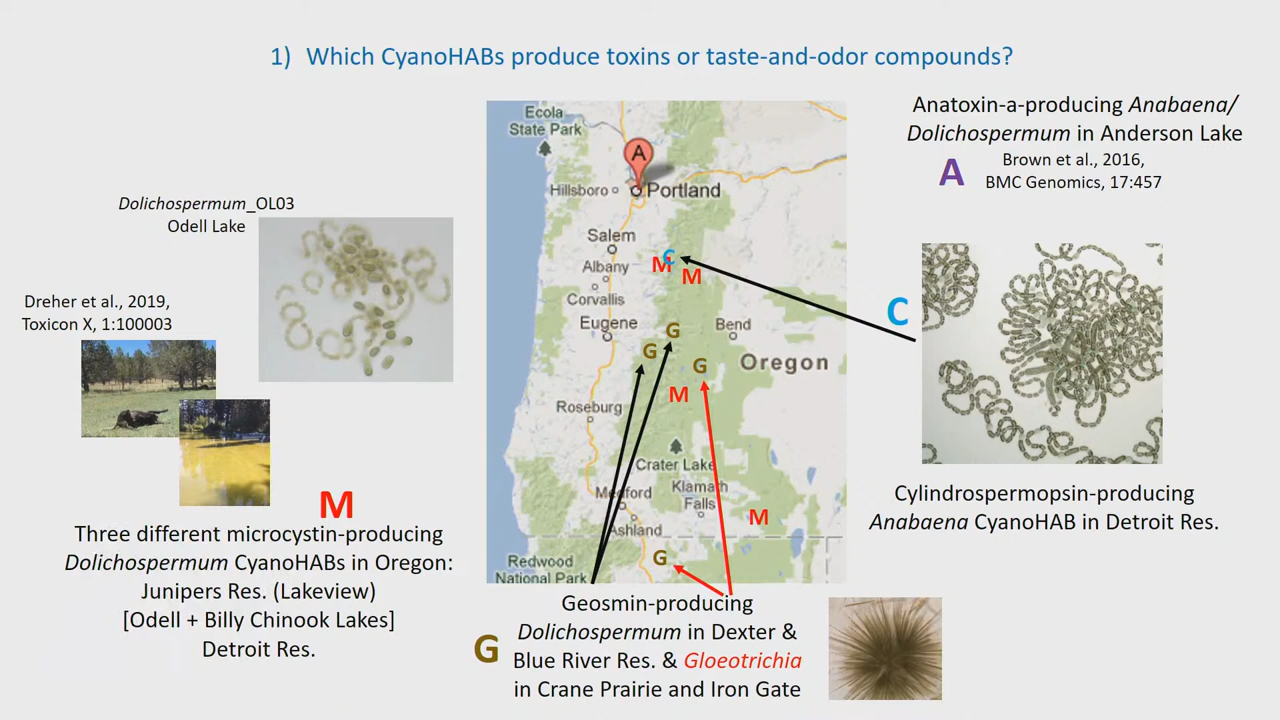 1) Which CyanoHABs produce toxins or taste-and-odor compounds?
Anatoxin-a-producing Anabaena/
Dolichospermum in Anderson Lake
A
Brown et al., 2016,
BMC Genomics, 17:457
Dolichospermum_OL03
Odell Lake
Dreher et al., 2019,
Toxicon X, 1:100003
M
Three different microcystin-producing
Dolichospermum CyanoHABs in Oregon:
Junipers Res. (Lakeview)
[Odell + Billy Chinook Lakes]
Detroit Res.
Ecola
State Park
A
Hillsboro
Portland
Salem
C
M
M
Albany
Corvallis
Eugene
G
Bend
G
G
Oregon
M
Roseburg
Crater Lake
Medford
Klamath
Falls
M
Ashland
G
Redwood
National Park
C
Cylindrospermopsin-producing
Anabaena CyanoHAB in Detroit Res.
G
Geosmin-producing
Dolichospermum in Dexter &
Blue River Res. & Gloeotrichia
in Crane Prairie and Iron Gate